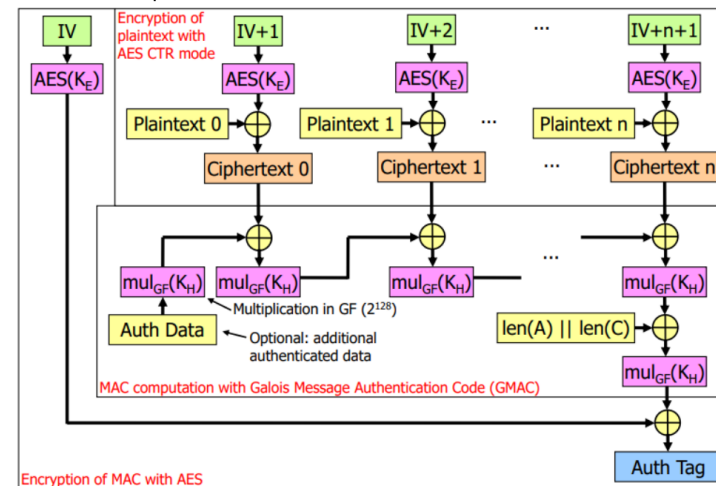 IV
Encryption of
plaintext with
AES CTR mode
IV+1
IV+2
...
IV+n+1
AES(KE)
AES(KE)
AES(KE)
AES(KE)
Plaintext 0
Plaintext 1
...
Plaintext n
Ciphertext 0
Ciphertext 1
...
Ciphertext n
...
mulGF(KH)
mulGF(KH)
mulGF(KH)
mulGF(KH)
Multiplication in GF (2¹²⁸)
Auth Data
Optional: additional
authenticated data
len(A) || len(C)
mulGF(KH)
MAC computation with Galois Message Authentication Code (GMAC)
Auth Tag
Encryption of MAC with AES